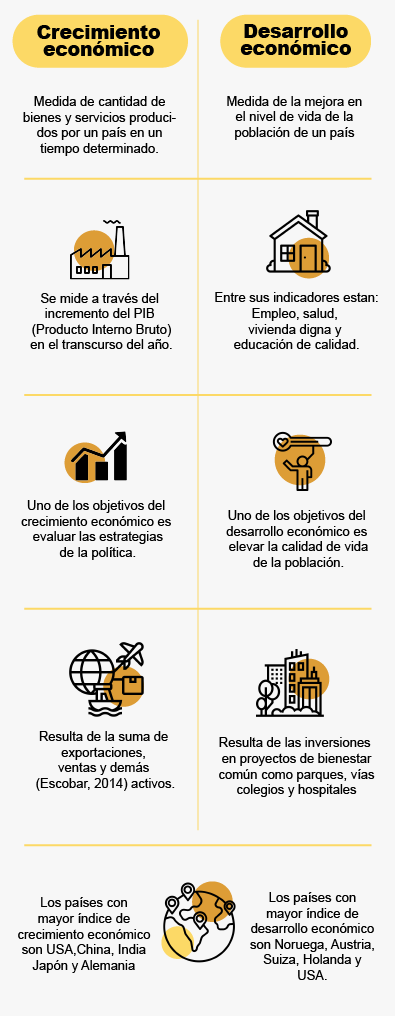 Crecimiento
económico
Desarrollo
económico
Medida de cantidad de
bienes y servicios produci-
dos por un país en un
tiempo determinado.
Medida de la mejora en
el nivel de vida de la
población de un país
Se mide a través del
incremento del PIB
(Producto Interno Bruto)
en el transcurso del año.
Entre sus indicadores estan:
Empleo, salud,
vivienda digna y
educación de calidad.
Uno de los objetivos del
crecimiento económico es
evaluar las estrategias
de la política.
Uno de los objetivos del
desarrollo económico es
elevar la calidad de vida
de la población.
Resulta de la suma de
exportaciones,
ventas y demás
(Escobar, 2014) activos.
Resulta de las inversiones
en proyectos de bienestar
común como parques, vías
colegios y hospitales
Los países con
mayor índice de
crecimiento económico
son USA,China, India
Japón y Alemania
Los países con
mayor índice de
desarrollo económico
son Noruega, Austria,
Suiza, Holanda y
USA.